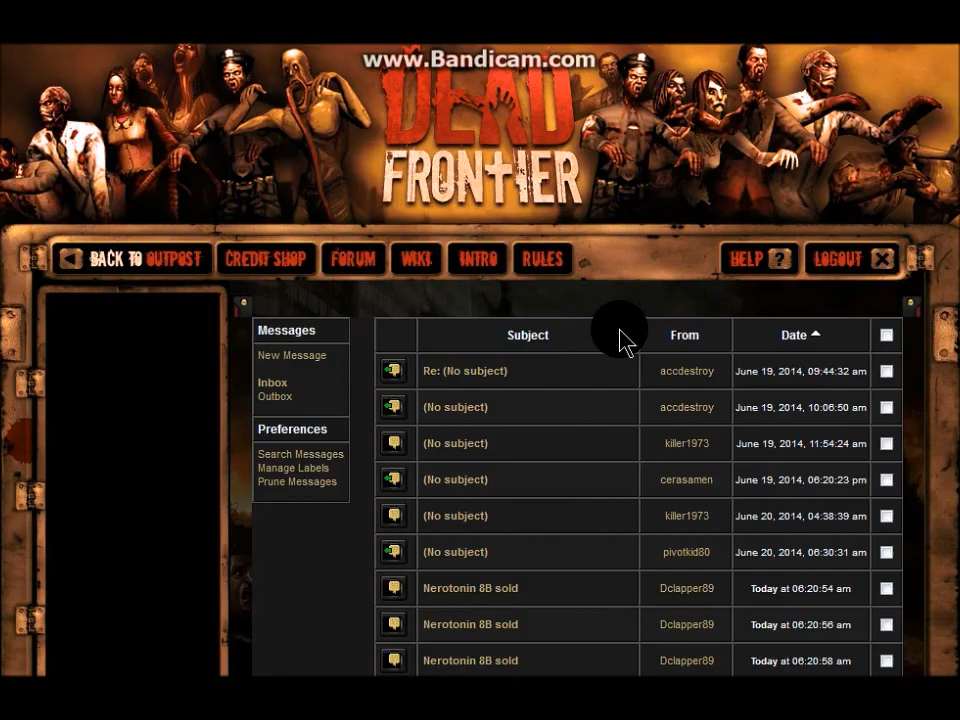 www.Bandicam.com
DEAD
FRONTIER
BACK TO OUTPOST CREDIT SHOP FORUM WIKI INTRO RULES HELP ? LOGOUT X
Messages
New Message
Inbox
Outbox
Preferences
Search Messages
Manage Labels
Prune Messages
Subject From Date
Re: (No subject) accdestroy June 19, 2014, 09:44:32 am
(No subject) accdestroy June 19, 2014, 10:06:50 am
(No subject) killer1973 June 19, 2014, 11:54:24 am
(No subject) cerasamen June 19, 2014, 06:20:23 pm
(No subject) killer1973 June 20, 2014, 04:38:39 am
(No subject) pivotkid80 June 20, 2014, 06:30:31 am
Nerotonin 8B sold Dclapper89 Today at 06:20:54 am
Nerotonin 8B sold Dclapper89 Today at 06:20:56 am
Nerotonin 8B sold Dclapper89 Today at 06:20:58 am